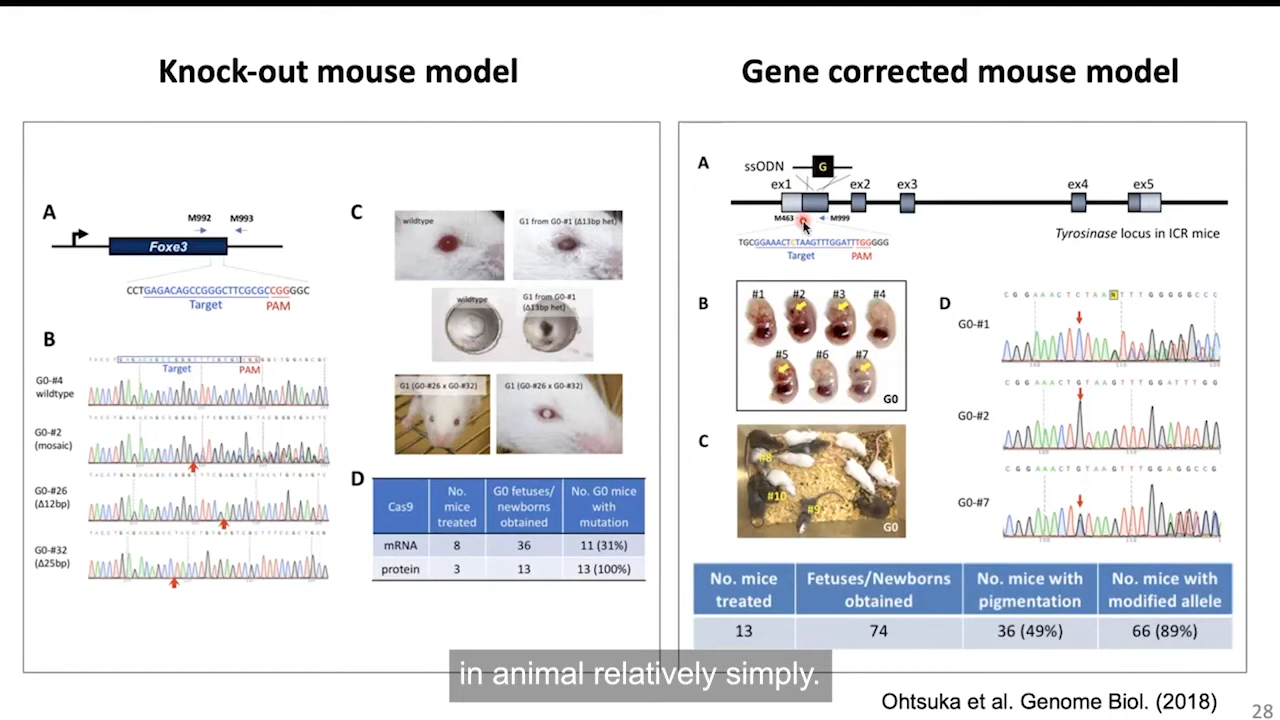 Knock-out mouse model
Gene corrected mouse model
A
M992
M993
Foxe3
CCTGAGACAGCCGGGCTTCGCGCCGGGGC
Target
PAM
B
Target
PAM
G0-#4
wildtype
G0-#2
(mosaic)
G0-#26
(Δ12bp)
G0-#32
(Δ25bp)
C
wildtype
G1 from G0-#1 (Δ13bp het)
wildtype
G1 from G0-#1
(Δ13bp het)
G1 (G0-#26 x G0-#32)
G1 (G0-#26 x G0-#32)
D
Cas9
No. mice treated
G0 fetuses/ newborns obtained
No. G0 mice with mutation
mRNA 8 36 11 (31%)
protein 3 13 13 (100%)
A
ssODN
G
ex1 ex2 ex3 ex4 ex5
M463
M999
TGCGGAAACTCTAAGTTTGGATTTGGGGG
Target
PAM
Tyrosinase locus in ICR mice
B
#1 #2 #3 #4
#5 #6 #7
G0
C
#8
#10
#9
G0
D
C G G A A A C T C T A A N T T T G G G G G C C C
G0-#1
C G G A A A C T G T A A G T T T G G A T T T G G
G0-#2
C G G A A A C T G T A A G T T T G G A G G C C G
G0-#7
No. mice treated
Fetuses/Newborns obtained
No. mice with pigmentation
No. mice with modified allele
13 74 36 (49%) 66 (89%)
in animal relatively simply.
Ohtsuka et al. Genome Biol. (2018)
28